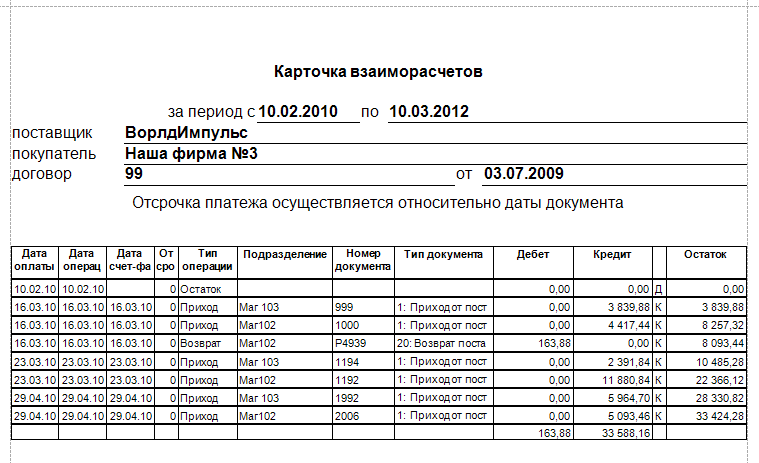 Карточка взаиморасчетов
за период с 10.02.2010 по 10.03.2012
поставщик ВорлдИмпульс
покупатель Наша фирма №3
договор 99 от 03.07.2009
Отсрочка платежа осуществляется относительно даты документа
Дата Дата Дата От Тип Подразделение Номер Тип документа Дебет Кредит Остаток
оплаты операц счет-фа сро операции документа
10.02.10 10.02.10 0 Остаток 0,00 0,00 Д 0,00
16.03.10 16.03.10 16.03.10 0 Приход Маг 103 999 1: Приход от пост 0,00 3 839,88 К 3 839,88
16.03.10 16.03.10 16.03.10 0 Приход Маг102 1000 1: Приход от пост 0,00 4 417,44 К 8 257,32
16.03.10 16.03.10 16.03.10 0 Возврат Маг102 Р4939 20: Возврат поста 163,88 0,00 К 8 093,44
23.03.10 23.03.10 23.03.10 0 Приход Маг 103 1194 1: Приход от пост 0,00 2 391,84 К 10 485,28
23.03.10 23.03.10 23.03.10 0 Приход Маг102 1192 1: Приход от пост 0,00 11 880,84 К 22 366,12
29.04.10 29.04.10 29.04.10 0 Приход Маг 103 1992 1: Приход от пост 0,00 5 964,70 К 28 330,82
29.04.10 29.04.10 29.04.10 0 Приход Маг102 2006 1: Приход от пост 0,00 5 093,46 К 33 424,28
163,88 33 588,16